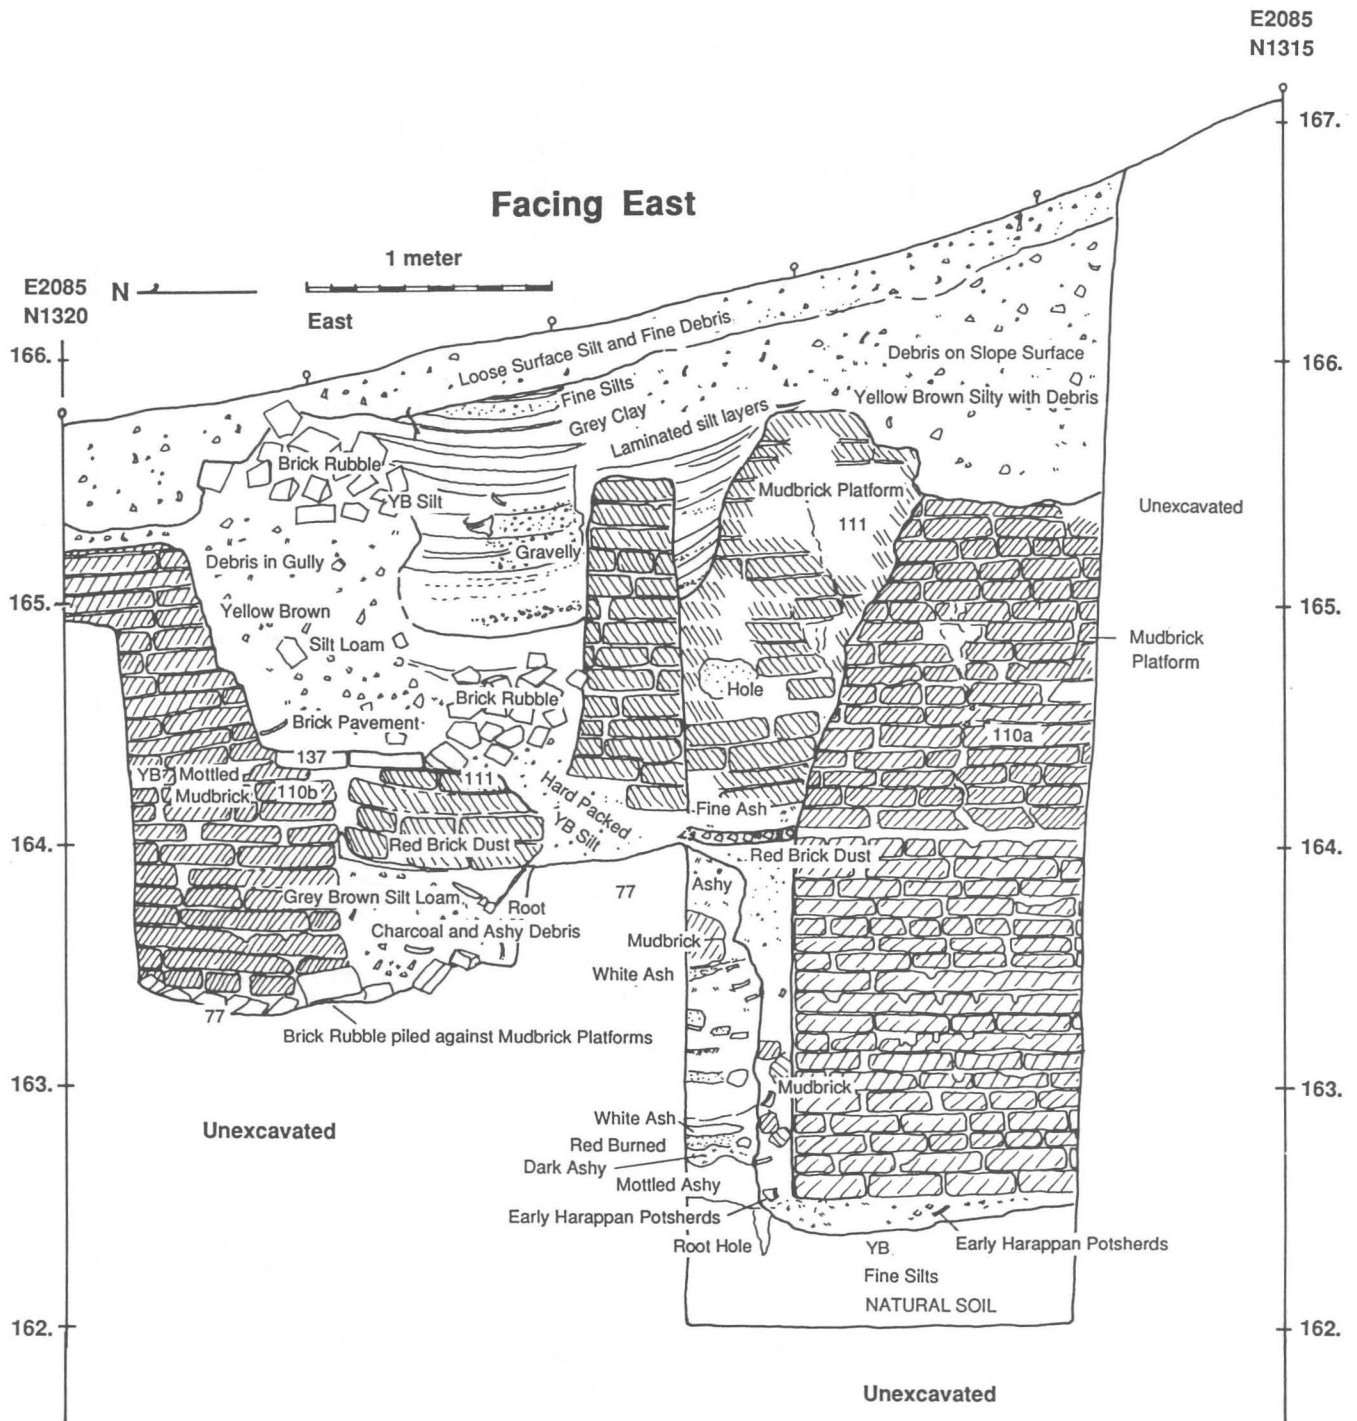 E2085
N1315
167.
Facing East
1 meter
E2085
N1320
N
East
166.
166.
Loose Surface Silt and Fine Debris
Debris on Slope Surface
Fine Silts
Yellow Brown Silty with Debris
Grey Clay
Laminated silt layers
Brick Rubble
YB Silt
Mudbrick Platform
111
Unexcavated
Gravelly
Debris in Gully
165.
165.
Yellow Brown
Silt Loam
Mudbrick
Platform
Hole
Brick Rubble
Brick Pavement
110a
137
YB Mottled
Mudbrick
110b
111
Hard Packed
YB Silt
Fine Ash
164.
164.
Red Brick Dust
Red Brick Dust
Grey Brown Silt Loam
Root
77
Ashy
Charcoal and Ashy Debris
Mudbrick
White Ash
77
Brick Rubble piled against Mudbrick Platforms
163.
163.
Mudbrick
Unexcavated
White Ash
Red Burned
Dark Ashy
Mottled Ashy
Early Harappan Potsherds
Root Hole
Early Harappan Potsherds
YB
Fine Silts
NATURAL SOIL
162.
162.
Unexcavated